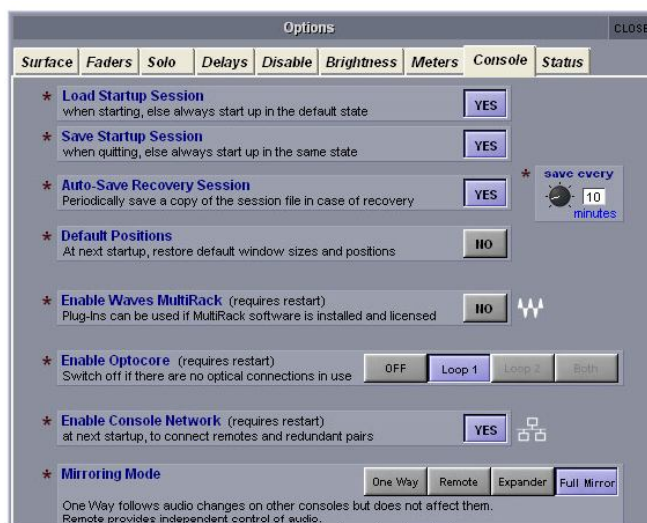 Options
CLOSE
Surface Faders Solo Delays Disable Brightness Meters Console Status
* Load Startup Session
when starting, else always start up in the default state
YES
* Save Startup Session
when quitting, else always start up in the same state
YES
* Auto-Save Recovery Session
Periodically save a copy of the session file in case of recovery
YES
* save every
10
minutes
* Default Positions
At next startup, restore default window sizes and positions
NO
* Enable Waves MultiRack (requires restart)
Plug-Ins can be used if MultiRack software is installed and licensed
NO
* Enable Optocore (requires restart)
Switch off if there are no optical connections in use
OFF Loop 1 Loop 2 Both
* Enable Console Network (requires restart)
at next startup, to connect remotes and redundant pairs
YES
* Mirroring Mode
One Way Remote Expander Full Mirror
One Way follows audio changes on other consoles but does not affect them.
Remote provides independent control of audio.